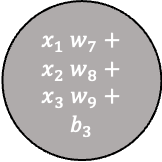 x₁ w₇ +
x₂ w₈ +
x₃ w₉ +
b₃